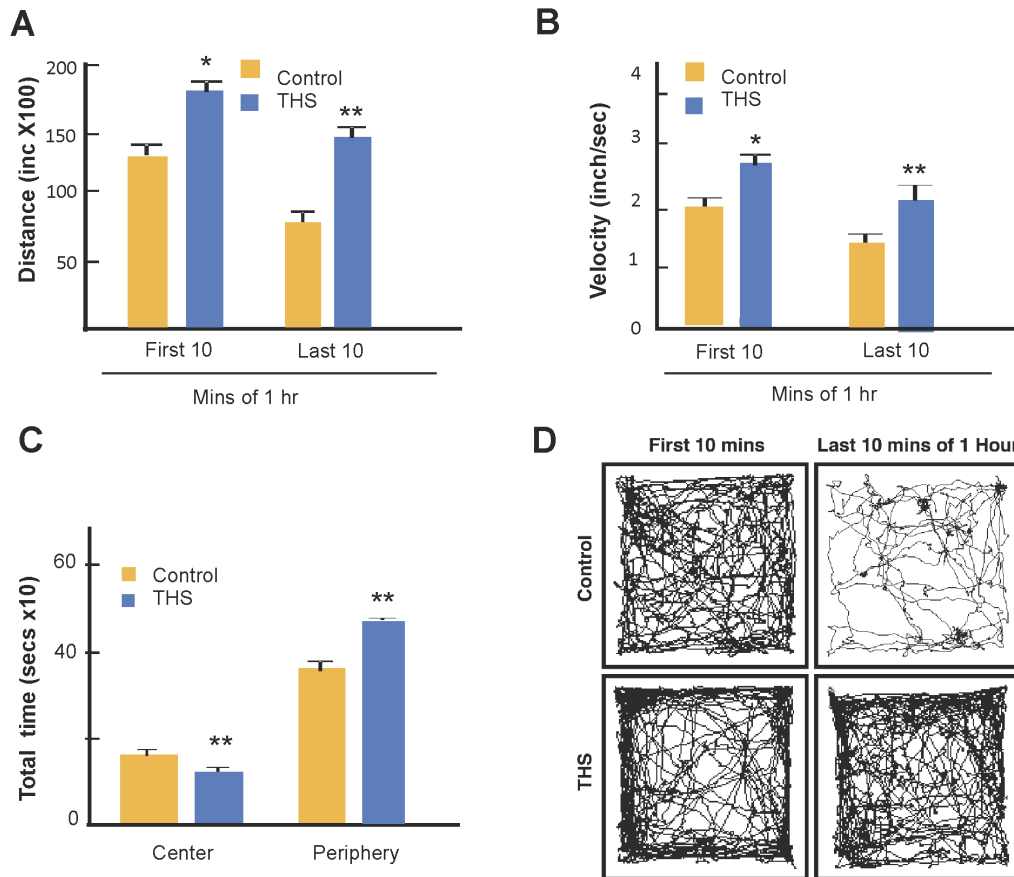 A
Distance (inc X100)
200
150
100
50
*
**
Control
THS
First 10
Last 10
Mins of 1 hr
B
Velocity (inch/sec)
4
3
2
1
0
Control
THS
*
**
First 10
Last 10
Mins of 1 hr
C
Total time (secs x10)
60
40
20
0
Control
THS
**
**
Center
Periphery
D
First 10 mins
Last 10 mins of 1 Hour
Control
THS